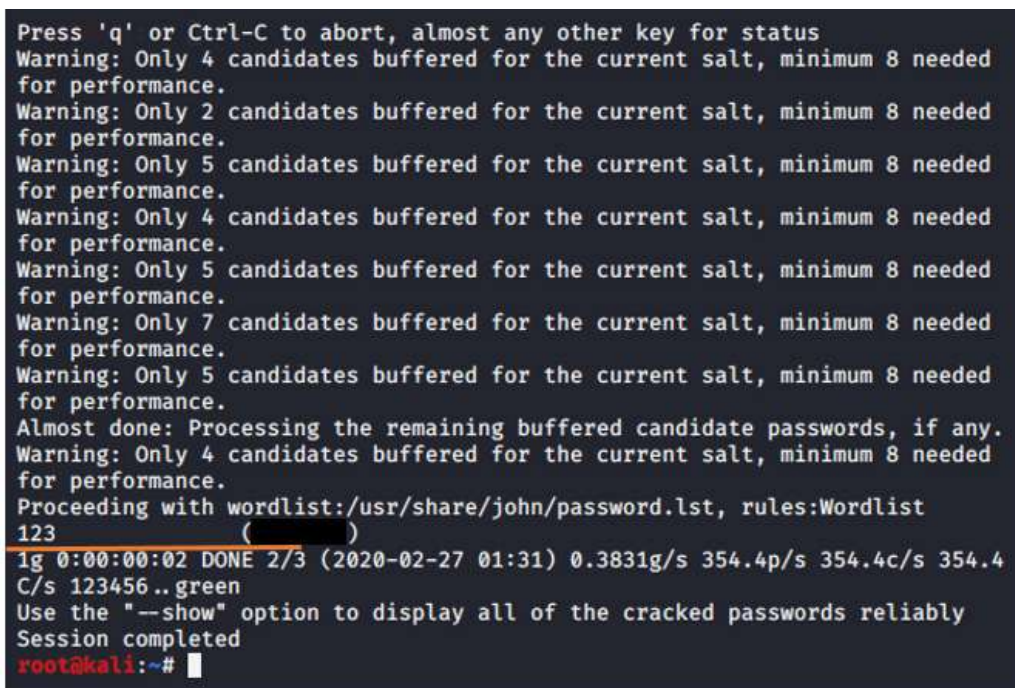 Press 'q' or Ctrl-C to abort, almost any other key for status
Warning: Only 4 candidates buffered for the current salt, minimum 8 needed
for performance.
Warning: Only 2 candidates buffered for the current salt, minimum 8 needed
for performance.
Warning: Only 5 candidates buffered for the current salt, minimum 8 needed
for performance.
Warning: Only 4 candidates buffered for the current salt, minimum 8 needed
for performance.
Warning: Only 5 candidates buffered for the current salt, minimum 8 needed
for performance.
Warning: Only 7 candidates buffered for the current salt, minimum 8 needed
for performance.
Warning: Only 5 candidates buffered for the current salt, minimum 8 needed
for performance.
Almost done: Processing the remaining buffered candidate passwords, if any.
Warning: Only 4 candidates buffered for the current salt, minimum 8 needed
for performance.
Proceeding with wordlist:/usr/share/john/password.lst, rules:Wordlist
123 ( )
1g 0:00:00:02 DONE 2/3 (2020-02-27 01:31) 0.3831g/s 354.4p/s 354.4c/s 354.4
C/s 123456..green
Use the "--show" option to display all of the cracked passwords reliably
Session completed
root@kali:~#